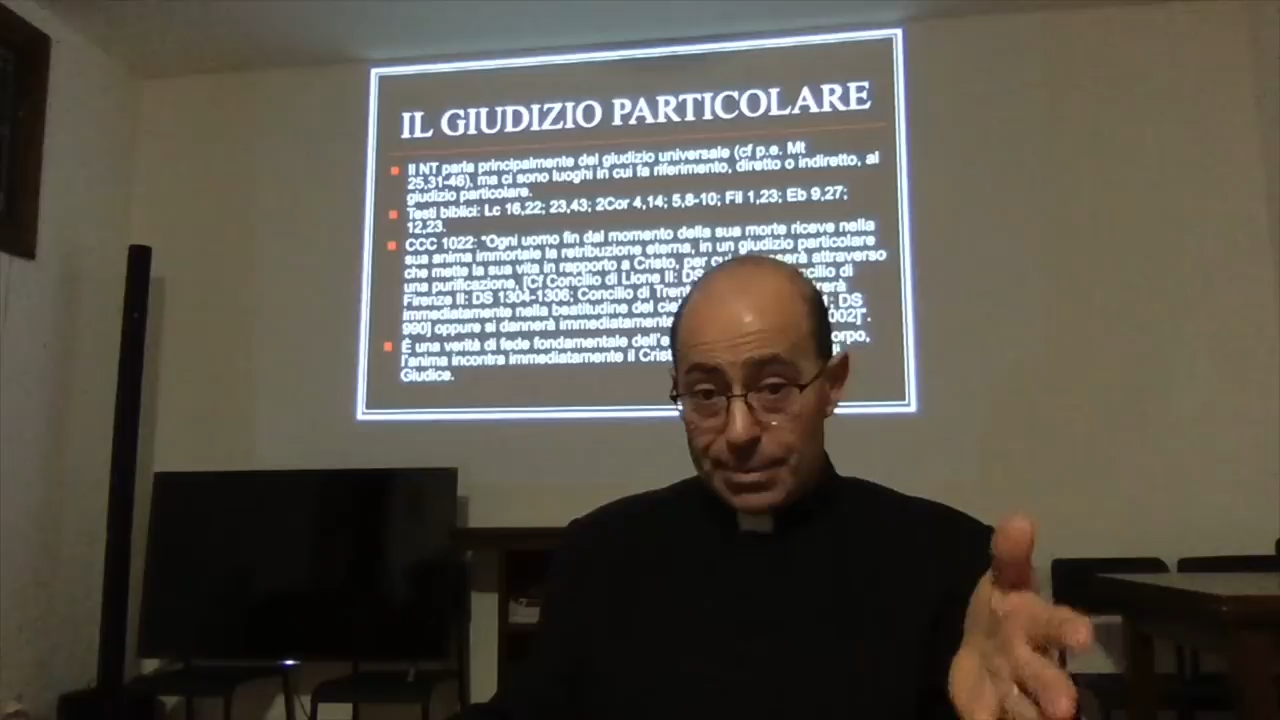 IL GIUDIZIO PARTICOLARE
Il NT parla principalmente del giudizio universale (cf p.e. Mt
25,31-46), ma ci sono luoghi in cui fa riferimento, diretto o indiretto, al
giudizio particolare.
Testi biblici: Lc 16,22; 23,43; 2Cor 4,14; 5,8-10; Fil 1,23; Eb 9,27;
12,23.
CCC 1022: "Ogni uomo fin dal momento della sua morte riceve nella
sua anima immortale la retribuzione eterna, in un giudizio particolare
che mette la sua vita in rapporto a Cristo, per cui attraverso
una purificazione, [Cf Concilio di Lione II: DS ncilio di
Firenze II: DS 1304-1306; Concilio di Trent
immediatamente nella beatitudine del cie ; DS
990] oppure si dannerà immediatamente 002]".
È una verità di fede fondamentale dell'e orpo,
l'anima incontra immediatamente il Crist
Giudice.